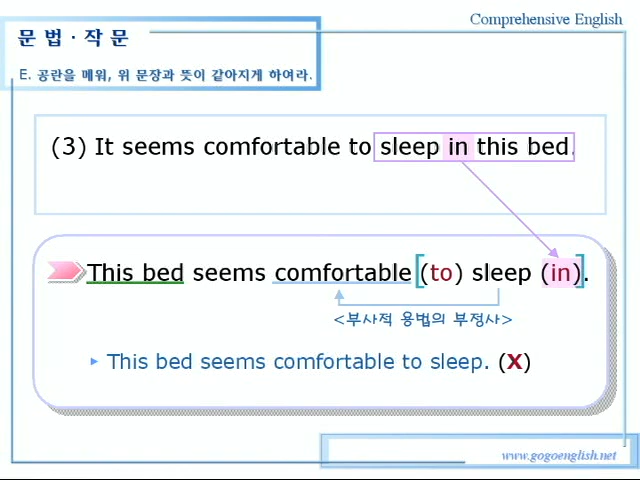 Comprehensive English
문 법 · 작 문
E. 공란을 메워, 위 문장과 뜻이 같아지게 하여라.
(3) It seems comfortable to sleep in this bed.
This bed seems comfortable [(to) sleep (in)].
<부사적 용법의 부정사>
▸ This bed seems comfortable to sleep. (X)
www.gogoenglish.net